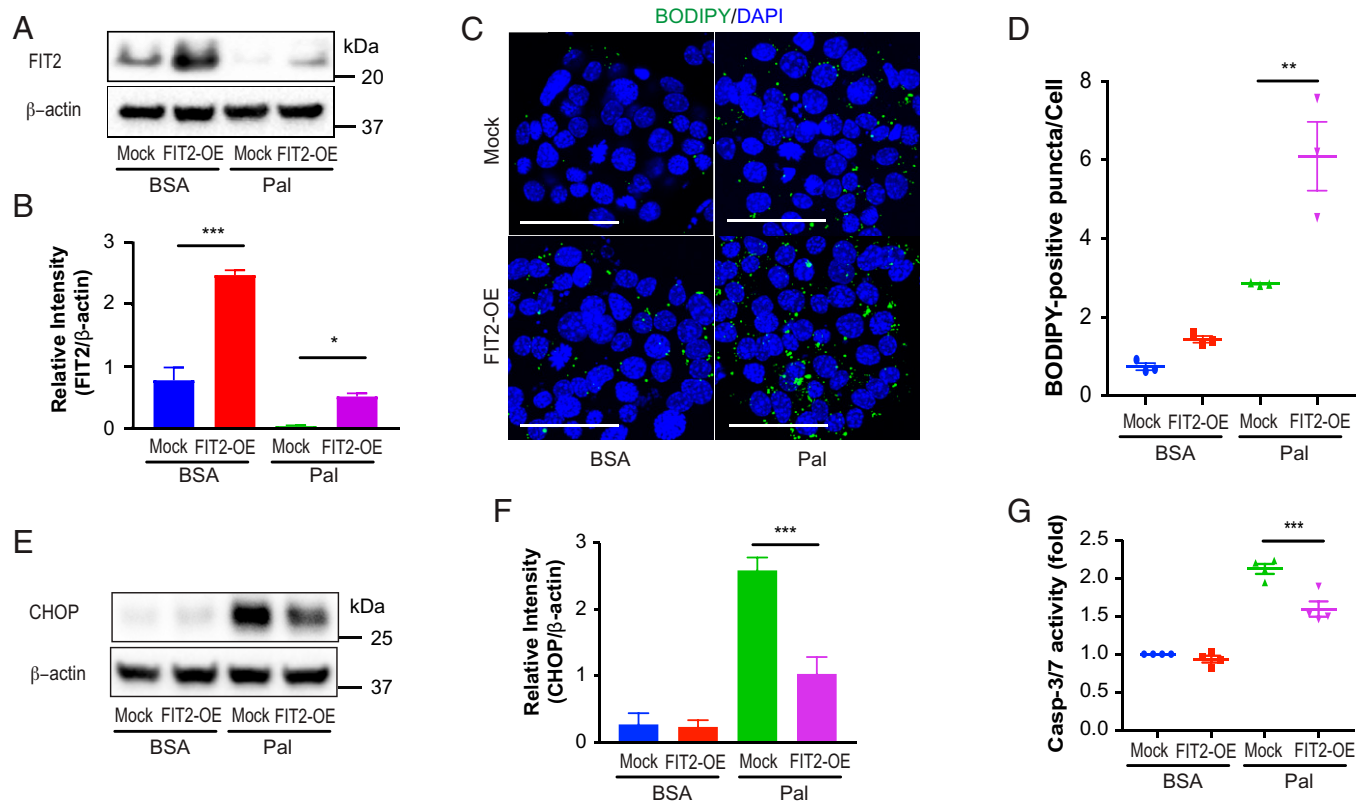 A
FIT2
kDa
20
β–actin
37
Mock FIT2-OE Mock FIT2-OE
BSA Pal
B
Relative Intensity
(FIT2/β-actin)
3
2
1
0
***
*
Mock FIT2-OE Mock FIT2-OE
BSA Pal
C
BODIPY/DAPI
Mock
FIT2-OE
BSA Pal
D
BODIPY-positive puncta/Cell
8
6
4
2
0
**
Mock FIT2-OE Mock FIT2-OE
BSA Pal
E
CHOP
kDa
25
β–actin
37
Mock FIT2-OE Mock FIT2-OE
BSA Pal
F
Relative Intensity
(CHOP/β-actin)
3
2
1
0
***
Mock FIT2-OE Mock FIT2-OE
BSA Pal
G
Casp-3/7 activity (fold)
2.5
2.0
1.5
1.0
0.5
0.0
***
Mock FIT2-OE Mock FIT2-OE
BSA Pal